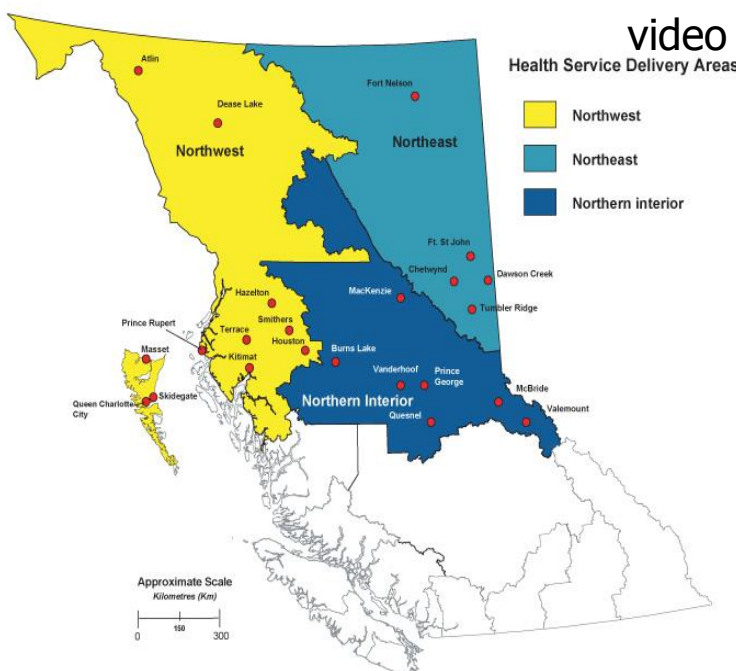 video
Health Service Delivery Areas
Northwest
Northeast
Northern interior
Atlin
Fort Nelson
Dease Lake
Northwest
Northeast
Ft. St John
Chetwynd
Dawson Creek
MacKenzie
Tumbler Ridge
Hazelton
Prince Rupert
Smithers
Terrace
Houston
Masset
Kitimat
Burns Lake
Vanderhoof
Prince
George
McBride
Queen Charlotte
City
Skidegate
Northern Interior
Quesnel
Valemount
Approximate Scale
Kilometres (Km)
0
150
300